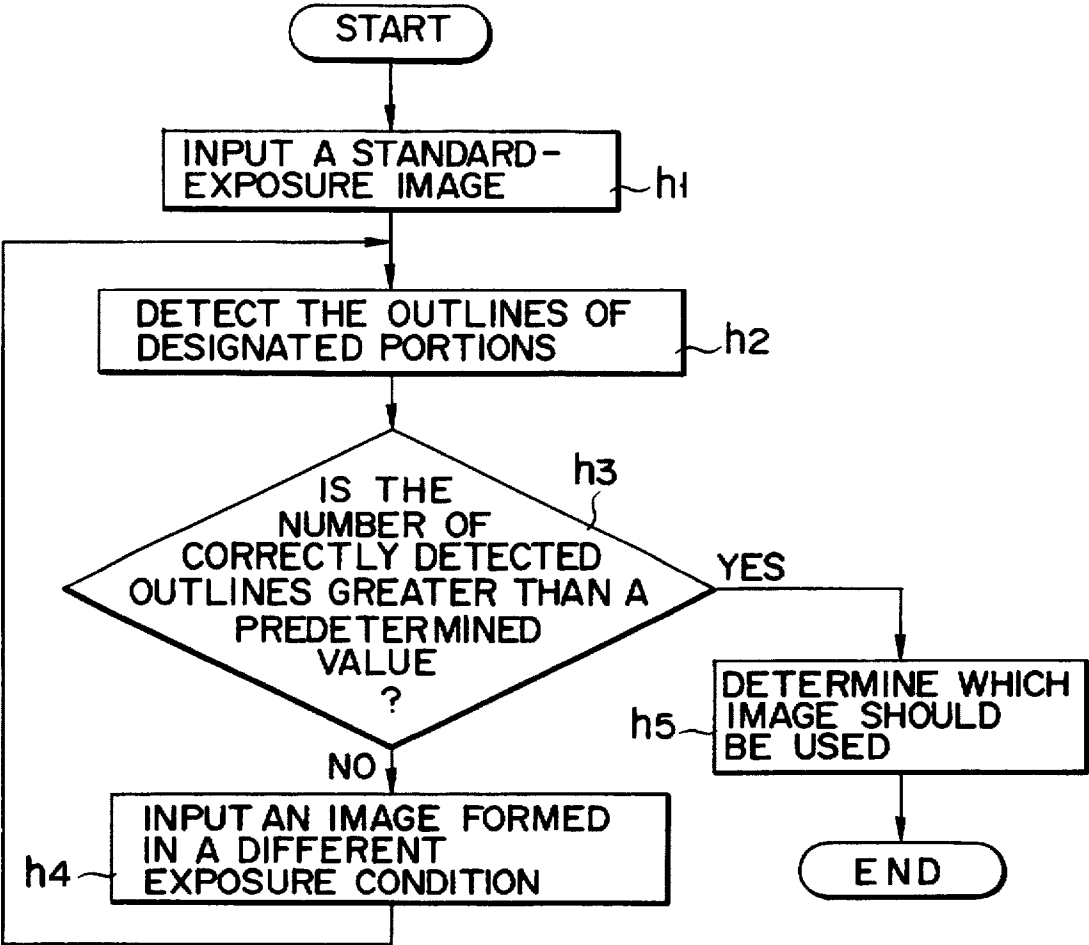 START
INPUT A STANDARD-
EXPOSURE IMAGE
h1
DETECT THE OUTLINES OF
DESIGNATED PORTIONS
h2
h3
IS THE
NUMBER OF
CORRECTLY DETECTED
OUTLINES GREATER THAN A
PREDETERMINED
VALUE
?
YES
NO
DETERMINE WHICH
IMAGE SHOULD
BE USED
h5
INPUT AN IMAGE FORMED
IN A DIFFERENT
EXPOSURE CONDITION
h4
END